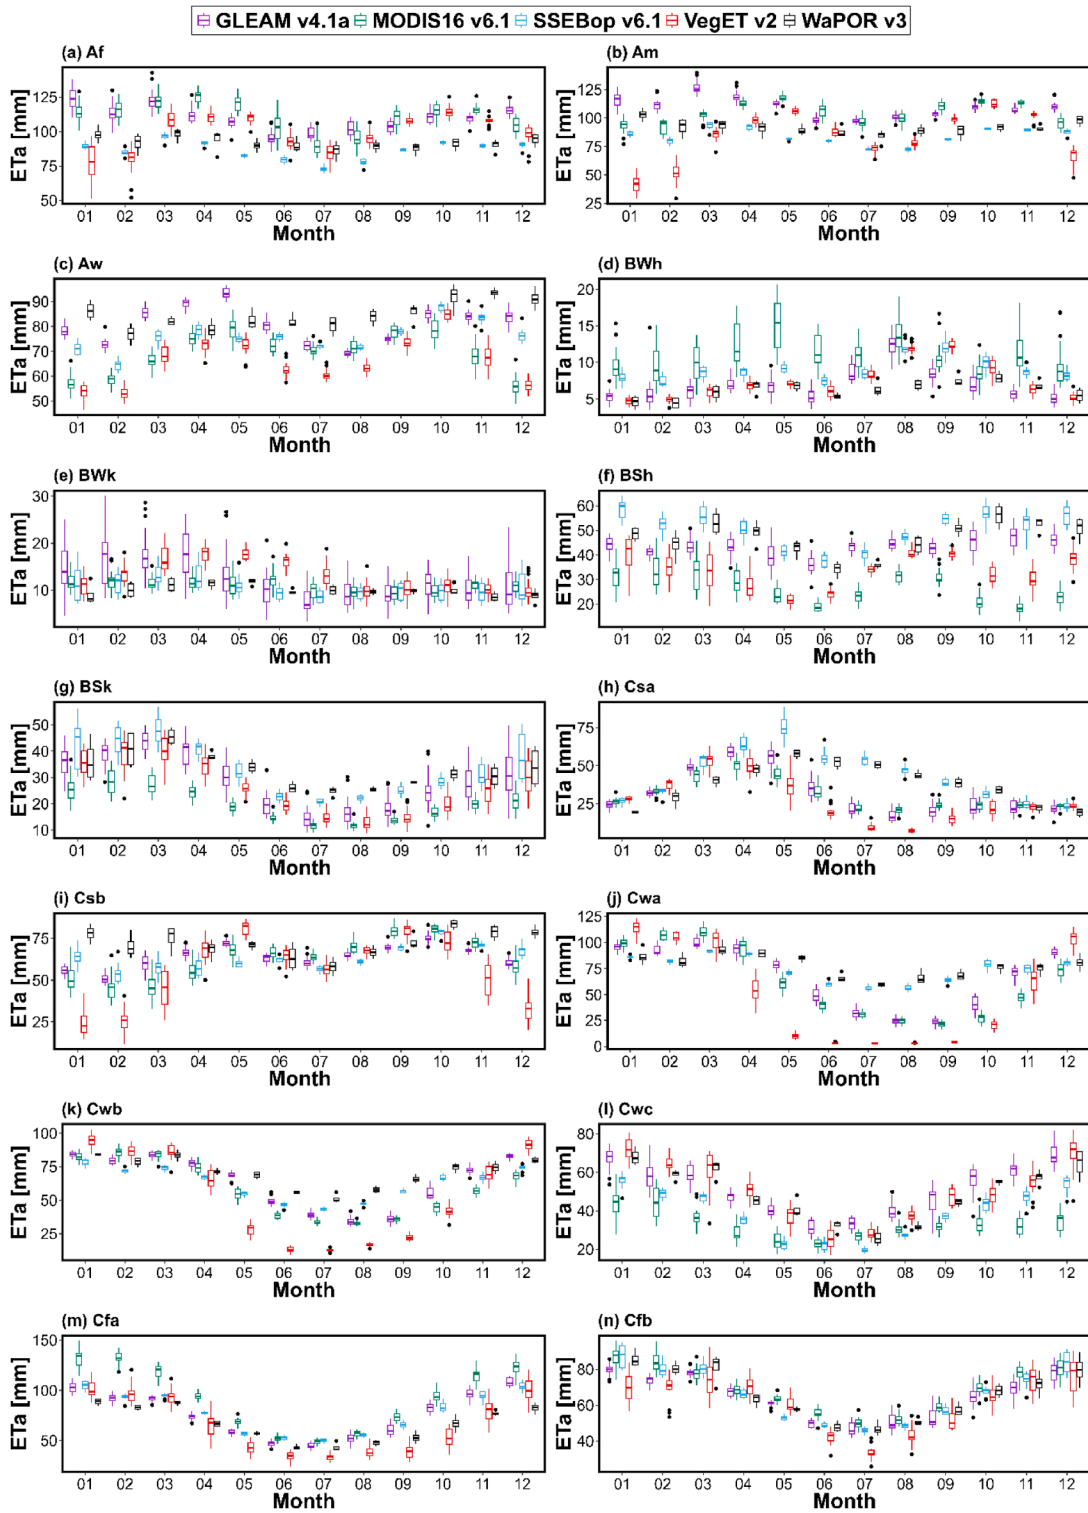 GLEAM v4.1a MODIS16 v6.1 SSEBop v6.1 VegET v2 WaPOR v3
(a) Af
ETa [mm]
125
100
75
50
01 02 03 04 05 06 07 08 09 10 11 12
Month
(b) Am
ETa [mm]
125
100
75
50
25
01 02 03 04 05 06 07 08 09 10 11 12
Month
(c) Aw
ETa [mm]
90
80
70
60
50
01 02 03 04 05 06 07 08 09 10 11 12
Month
(d) BWh
ETa [mm]
20
15
10
5
01 02 03 04 05 06 07 08 09 10 11 12
Month
(e) BWk
ETa [mm]
30
20
10
01 02 03 04 05 06 07 08 09 10 11 12
Month
(f) BSh
ETa [mm]
60
50
40
30
20
01 02 03 04 05 06 07 08 09 10 11 12
Month
(g) BSk
ETa [mm]
50
40
30
20
10
01 02 03 04 05 06 07 08 09 10 11 12
Month
(h) Csa
ETa [mm]
75
50
25
01 02 03 04 05 06 07 08 09 10 11 12
Month
(i) Csb
ETa [mm]
75
50
25
01 02 03 04 05 06 07 08 09 10 11 12
Month
(j) Cwa
ETa [mm]
125
100
75
50
25
0
01 02 03 04 05 06 07 08 09 10 11 12
Month
(k) Cwb
ETa [mm]
100
75
50
25
01 02 03 04 05 06 07 08 09 10 11 12
Month
(l) Cwc
ETa [mm]
80
60
40
20
01 02 03 04 05 06 07 08 09 10 11 12
Month
(m) Cfa
ETa [mm]
150
100
50
01 02 03 04 05 06 07 08 09 10 11 12
Month
(n) Cfb
ETa [mm]
80
60
40
01 02 03 04 05 06 07 08 09 10 11 12
Month